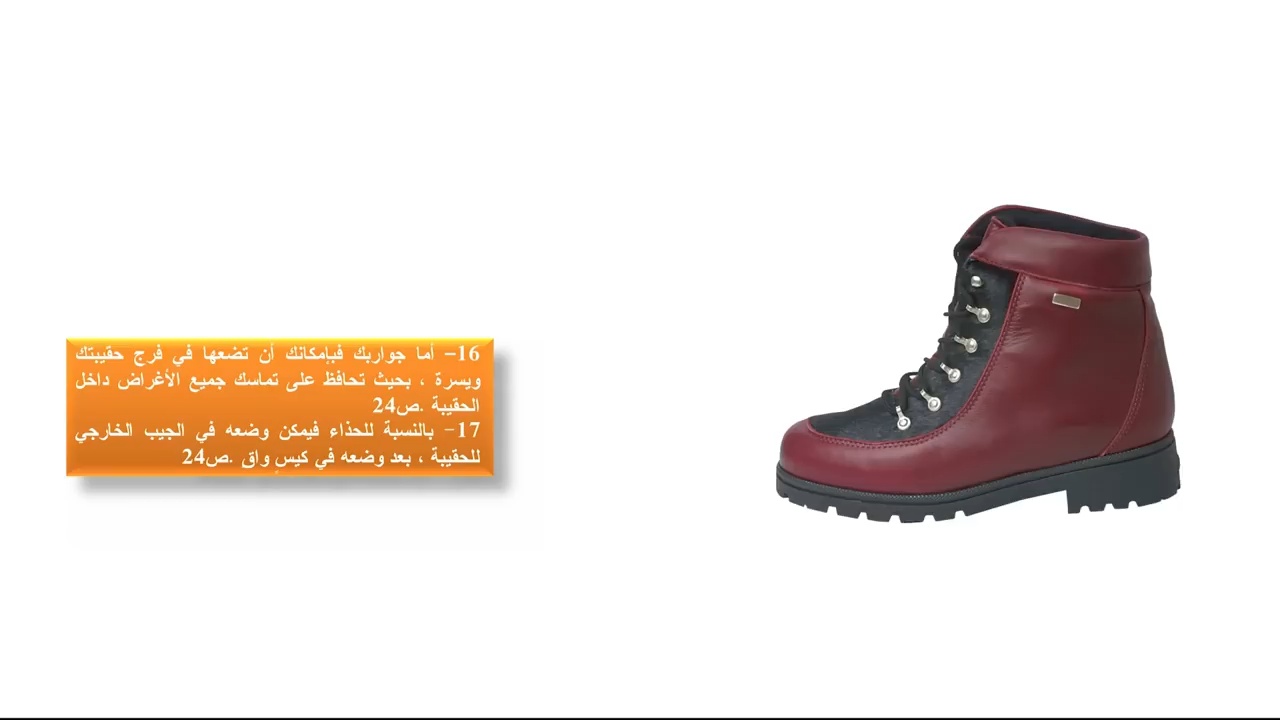 16– أما جواربك فبإمكانك أن تضعها في فرج حقيبتك
ويسرة ، بحيث تحافظ على تماسك جميع الأغراض داخل
الحقيبة .ص24
17– بالنسبة للحذاء فيمكن وضعه في الجيب الخارجي
للحقيبة ، بعد وضعه في كيسٍ واقٍ .ص24